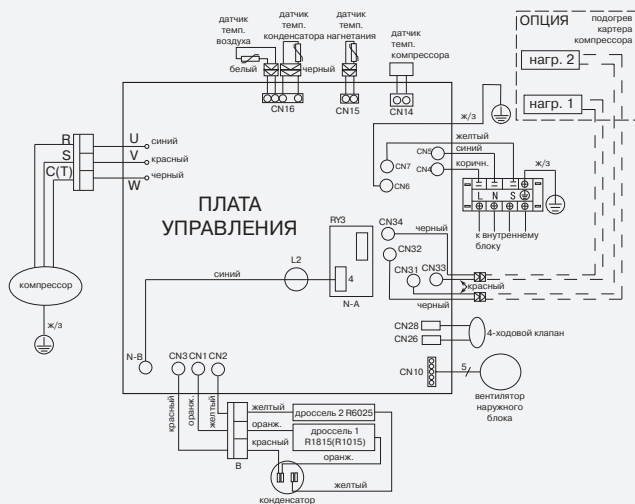 датчик
темп.
воздуха
датчик
темп.
конденсатора
датчик
темп.
нагнетания
датчик
темп.
компрессора
ОПЦИЯ
подогрев
картера
компрессора
нагр. 2
нагр. 1
белый
черный
CN16
CN15
CN14
ж/з
желтый
синий
коричн.
CN7
CN6
CN5
CN4
ж/з
L N S
к внутреннему
блоку
R
S
C(T)
U
V
W
синий
красный
черный
ПЛАТА
УПРАВЛЕНИЯ
RY3
4
N-A
L2
синий
CN34
черный
CN32
CN31
CN33
красный
черный
компрессор
ж/з
CN28
CN26
4-ходовой клапан
CN10
5
вентилятор
наружного
блока
N-B
CN3
CN1
CN2
красный
оранж.
желтый
B
желтый
оранж.
красный
дроссель 2 R6025
дроссель 1
R1815(R1015)
оранж.
желтый
конденсатор